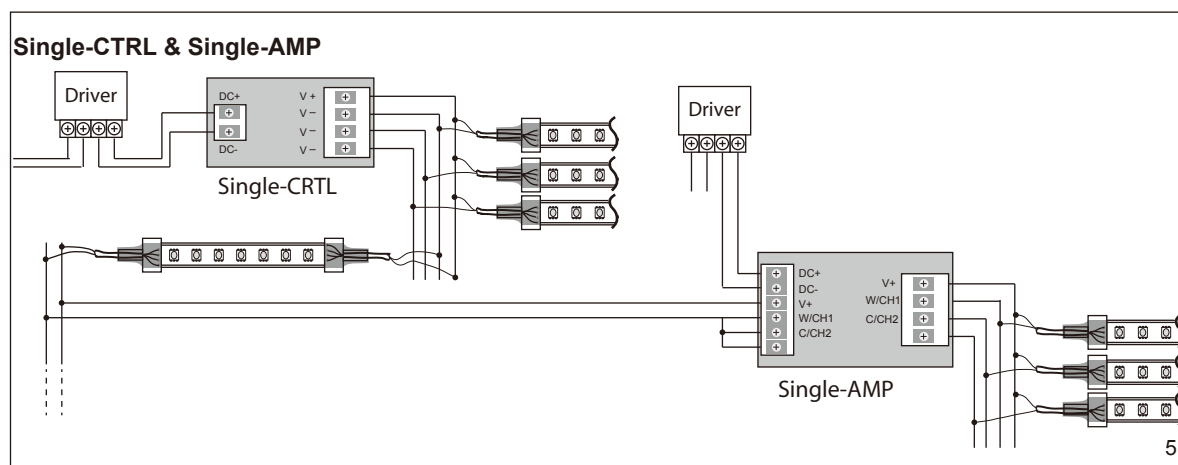 Single-CTRL & Single-AMP
Driver
DC+
DC-
V +
V –
V –
V –
Single-CRTL
Driver
DC+
DC-
V+
W/CH1
C/CH2
V+
W/CH1
C/CH2
Single-AMP
5